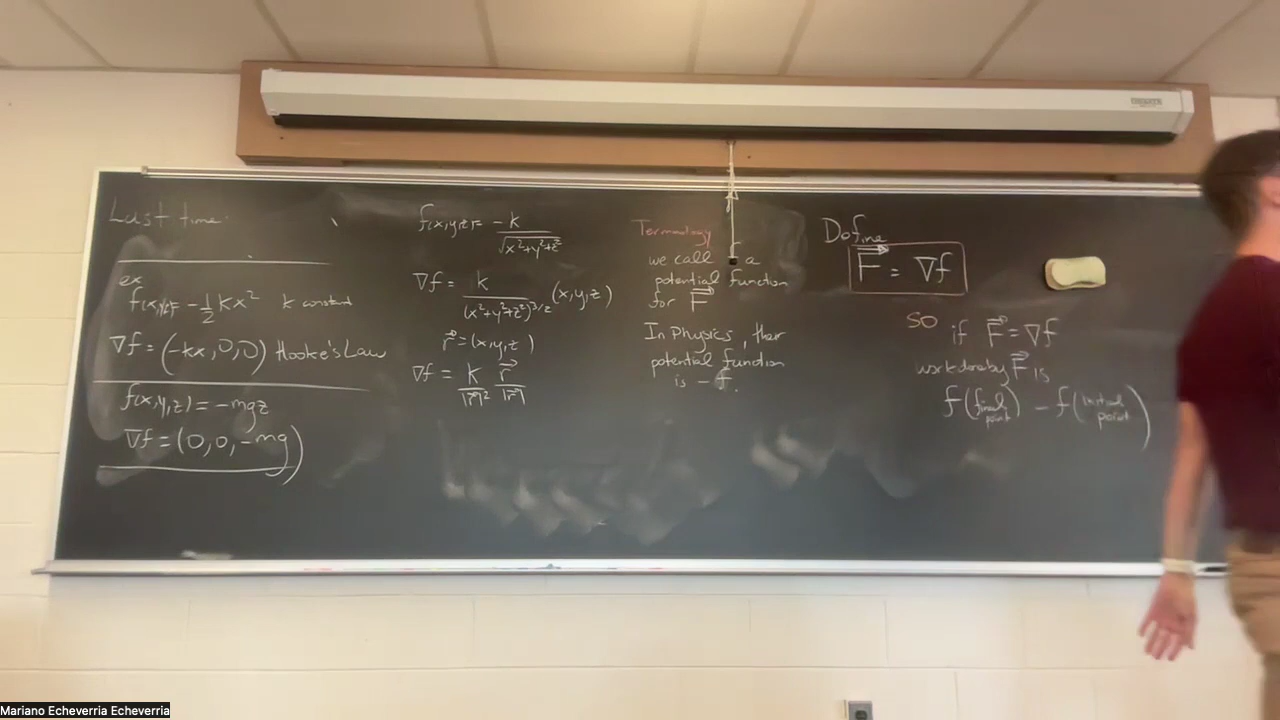 Last time.
ex
f(x,y,z) = -1/2 kx² k constant
∇f = (-kx, 0, 0) Hooke's Law
f(x,y,z) = -mgz
∇f = (0, 0, -mg)
f(x,y,z) = -k/√(x²+y²+z²)
∇f = k/(x²+y²+z²)^(3/2) (x,y,z)
r⃗ = (x,y,z)
∇f = k/|r⃗|² r⃗/|r⃗|
we call f a
potential function
for F⃗
In Physics, their
potential function
is -f.
Define
F⃗ = ∇f
SO if F⃗ = ∇f
work done by F⃗ is
f(final point) - f(initial point)
Mariano Echeverria Echeverria